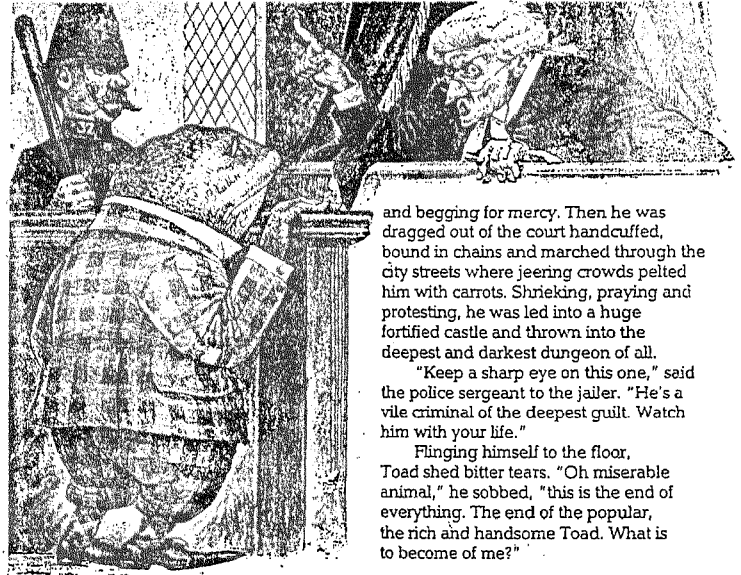 32
and begging for mercy. Then he was
dragged out of the court handcuffed,
bound in chains and marched through the
city streets where jeering crowds pelted
him with carrots. Shrieking, praying and
protesting, he was led into a huge
fortified castle and thrown into the
deepest and darkest dungeon of all.
"Keep a sharp eye on this one," said
the police sergeant to the jailer. "He's a
vile criminal of the deepest guilt. Watch
him with your life."
Flinging himself to the floor,
Toad shed bitter tears. "Oh miserable
animal," he sobbed, "this is the end of
everything. The end of the popular,
the rich and handsome Toad. What is
to become of me?"